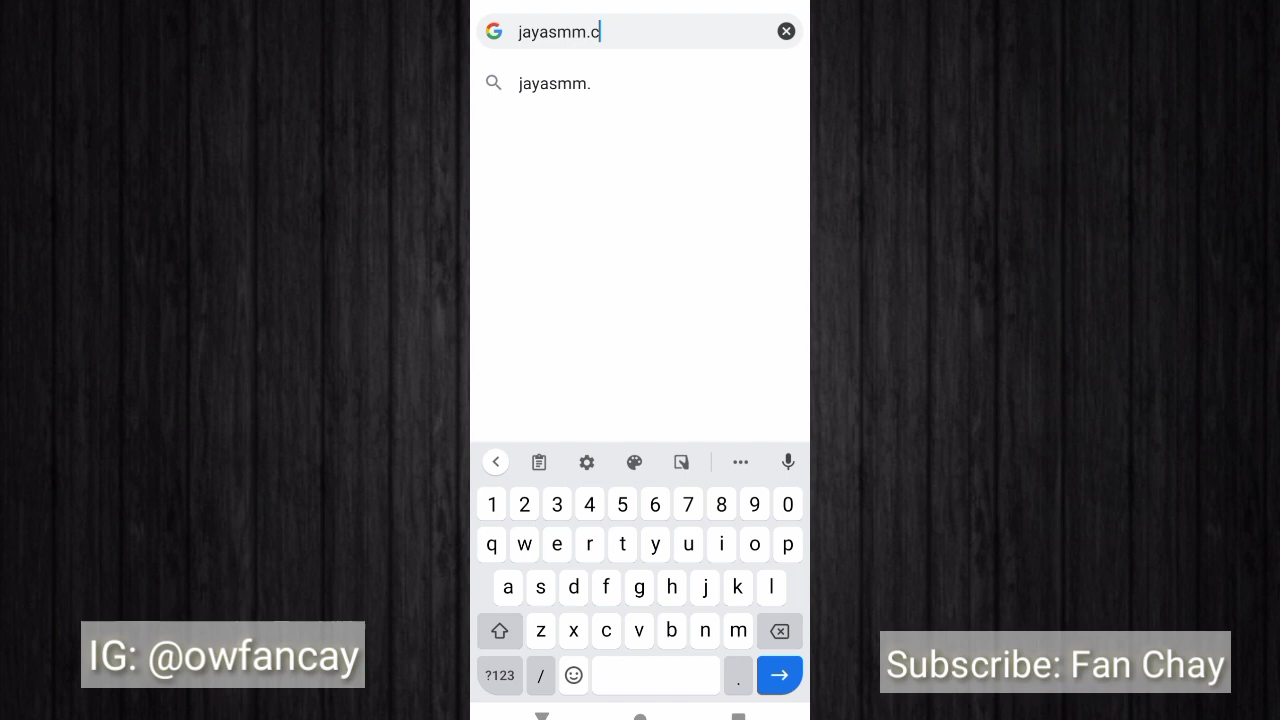 jayasmm.c
jayasmm.
1 2 3 4 5 6 7 8 9 0
q w e r t y u i o p
a s d f g h j k l
z x c v b n m
?123 / .
IG: @owfancay
Subscribe: Fan Chay